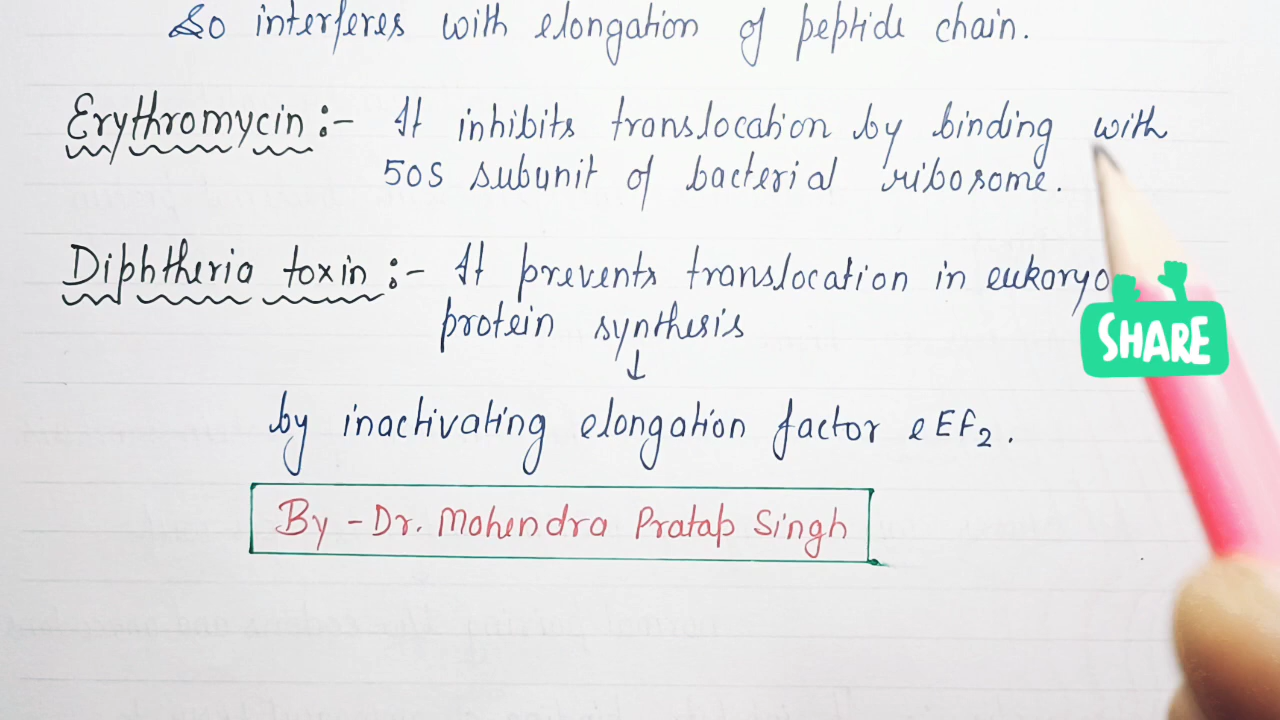 So interferes with elongation of peptide chain.
Erythromycin :- It inhibits translocation by binding with
50S subunit of bacterial ribosome.
Diphtheria toxin :- It prevents translocation in eukaryo
protein synthesis
↓
by inactivating elongation factor eEF₂.
By - Dr. Mahendra Pratap Singh
SHARE